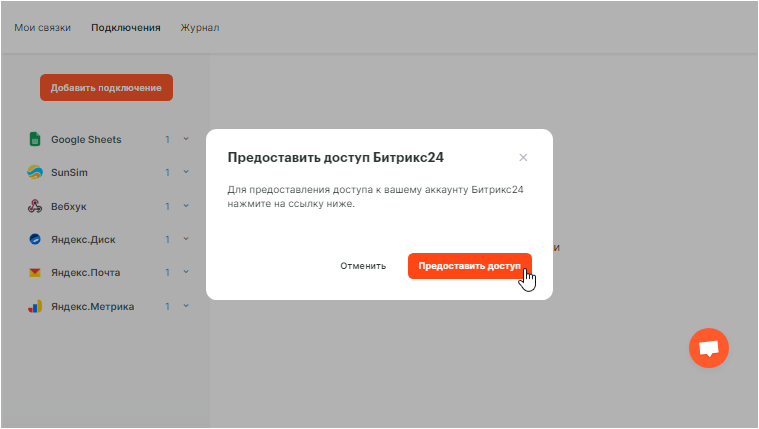 Мои связки
Подключения
Журнал
Добавить подключение
Google Sheets 1
SunSim 1
Вебхук 1
Яндекс.Диск 1
Яндекс.Почта 1
Яндекс.Метрика 1
Предоставить доступ Битрикс24
Для предоставления доступа к вашему аккаунту Битрикс24
нажмите на ссылку ниже.
Отменить
Предоставить доступ
и